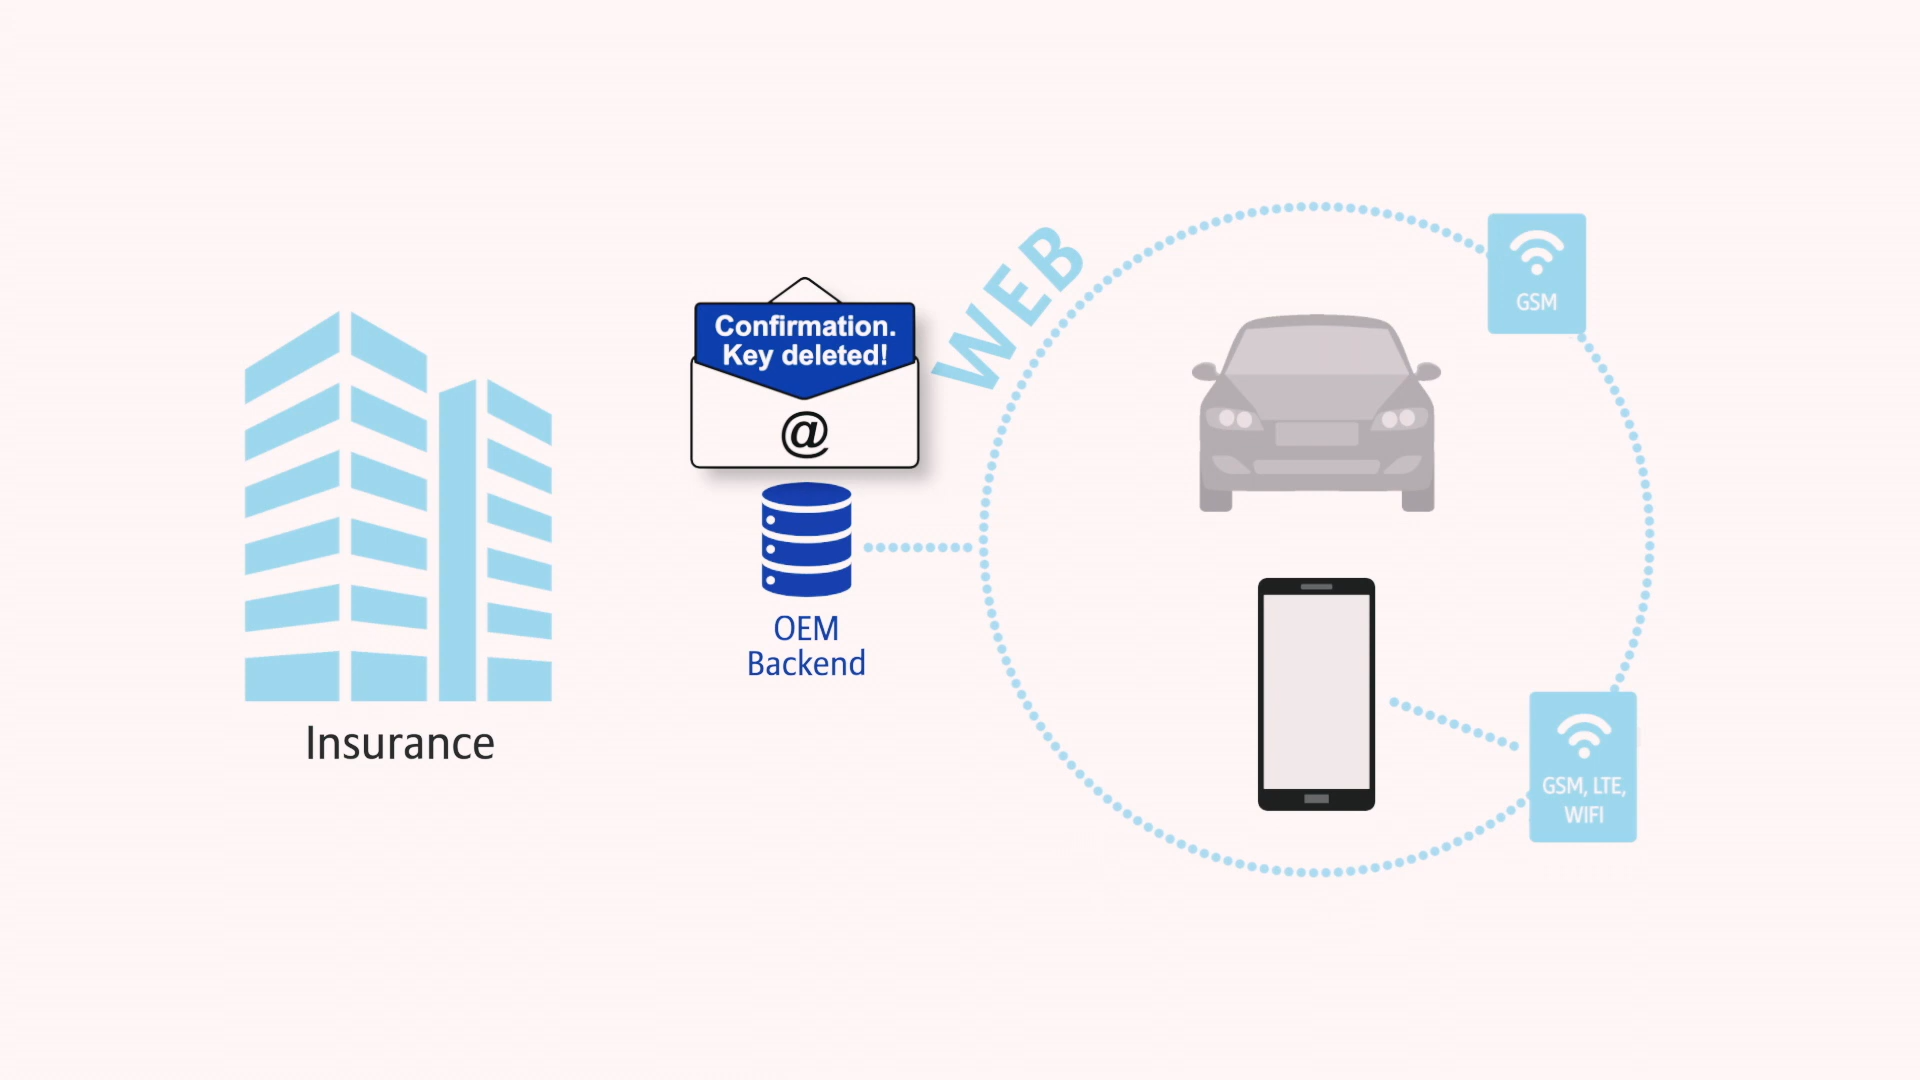 Confirmation.
Key deleted!
@
WEB
GSM
OEM
Backend
Insurance
GSM, LTE,
WIFI